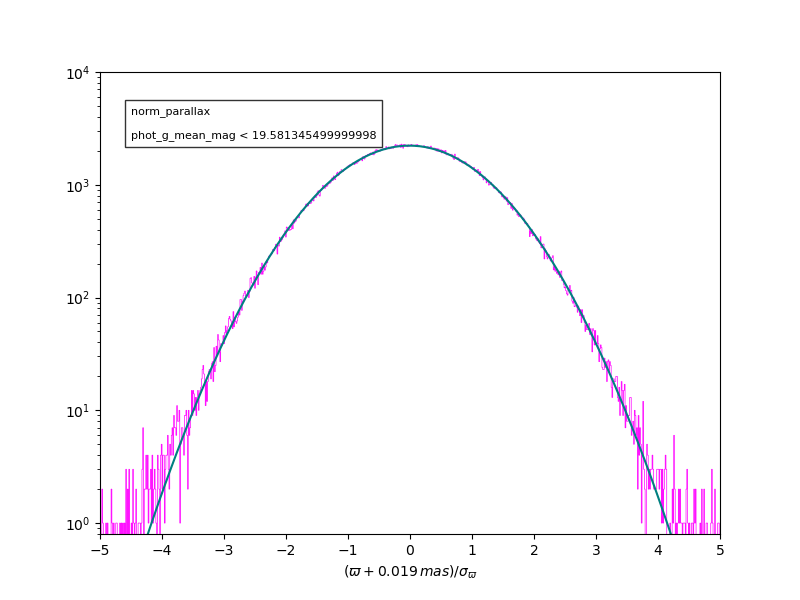 10⁴
norm_parallax
phot_g_mean_mag < 19.581345499999998
10³
10²
10¹
10⁰
−5 −4 −3 −2 −1 0 1 2 3 4 5
(ϖ + 0.019 mas)/σ_ϖ